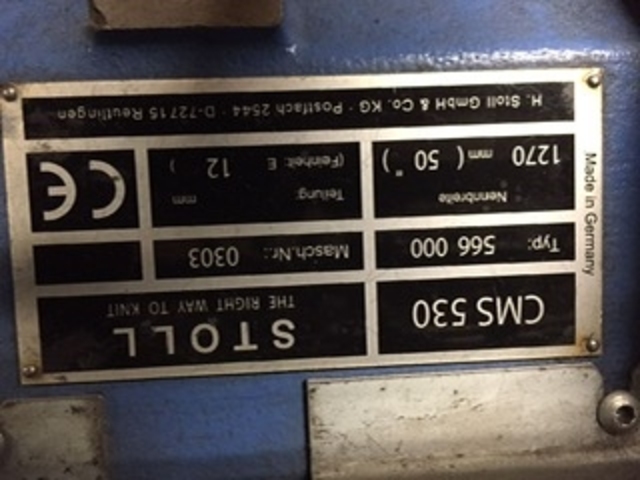 CMS 530
STOLL
THE RIGHT WAY TO KNIT
Typ: 566 000
Masch.Nr.: 0303
Nennbreite
1270 mm ( 50 " )
Teilung: mm
(Feinheit: E 12 )
CE
H. Stoll GmbH & Co. KG · Postfach 2544 · D-72715 Reutlingen
Made in Germany